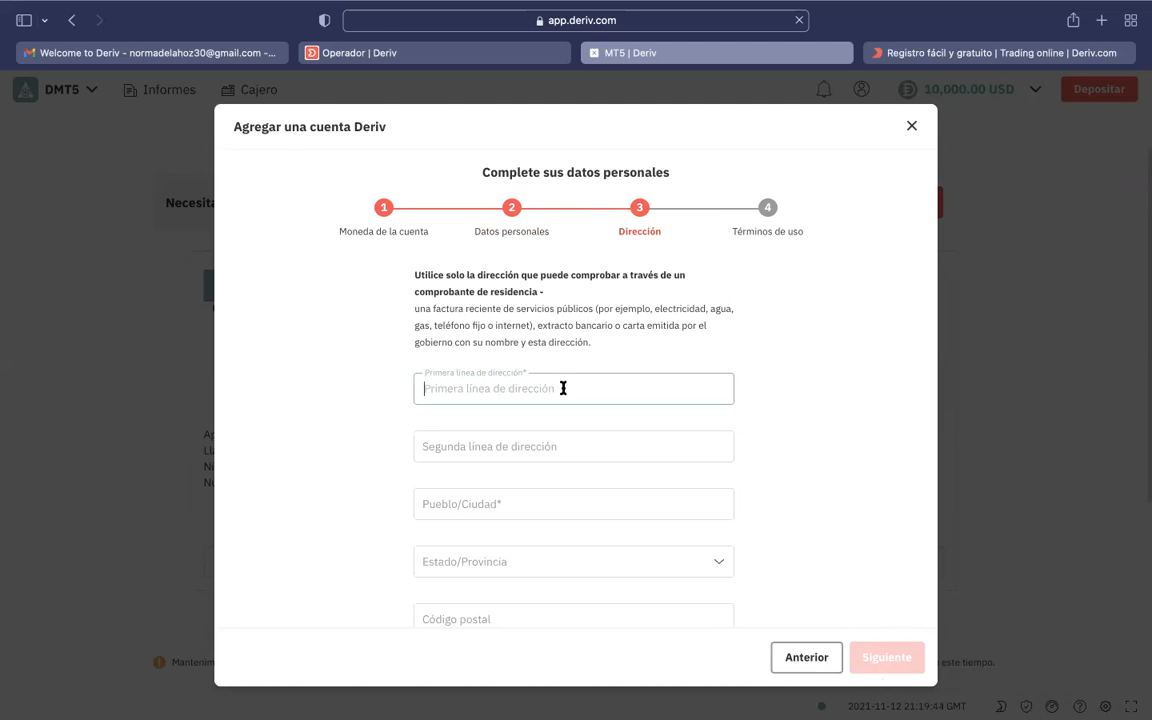 app.deriv.com
Welcome to Deriv - normadelahoz30@gmail.com -...
Operador | Deriv
MT5 | Deriv
Registro fácil y gratuito | Trading online | Deriv.com
DMT5
Informes
Cajero
10,000.00 USD
Depositar
Agregar una cuenta Deriv
Complete sus datos personales
Necesita
1
2
3
4
Moneda de la cuenta
Datos personales
Dirección
Términos de uso
Utilice solo la dirección que puede comprobar a través de un
comprobante de residencia -
una factura reciente de servicios públicos (por ejemplo, electricidad, agua,
gas, teléfono fijo o internet), extracto bancario o carta emitida por el
gobierno con su nombre y esta dirección.
Primera línea de dirección*
Primera línea de dirección
Segunda línea de dirección
Pueblo/Ciudad*
Estado/Provincia
Código postal
Anterior
Siguiente
Mantenim
este tiempo.
2021-11-12 21:19:44 GMT